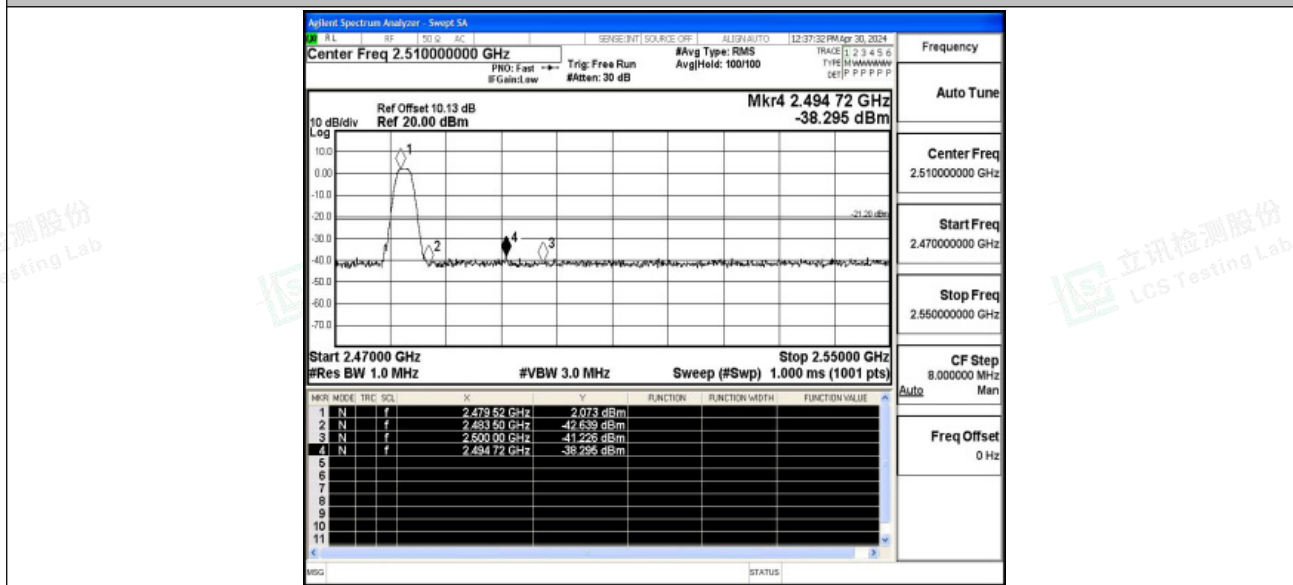 Agilent Spectrum Analyzer - Swept SA
RL RF 50 Ω AC SENSE:INT SOURCE OFF ALIGN AUTO 12:37:32 PM Apr 30, 2024
Center Freq 2.510000000 GHz
PNO: Fast
IFGain:Low
Trig: Free Run
#Atten: 30 dB
#Avg Type: RMS
Avg|Hold: 100/100
TRACE 1 2 3 4 5 6
TYPE M W W W W W
DET P P P P P P
Ref Offset 10.13 dB
Ref 20.00 dBm
10 dB/div
Log
Mkr4 2.494 72 GHz
-38.295 dBm
10.0
0.00
-10.0
-20.0
-30.0
-40.0
-50.0
-60.0
-70.0
1
2
4
3
-21.20 dBm
Start 2.47000 GHz
Stop 2.55000 GHz
#Res BW 1.0 MHz
#VBW 3.0 MHz
Sweep (#Swp) 1.000 ms (1001 pts)
MKR MODE TRC SCL X Y FUNCTION FUNCTION WIDTH FUNCTION VALUE
1 N f 2.479 52 GHz 2.073 dBm
2 N f 2.483 50 GHz -42.639 dBm
3 N f 2.500 00 GHz -41.226 dBm
4 N f 2.494 72 GHz -38.295 dBm
5
6
7
8
9
10
11
MSG
STATUS
Frequency
Auto Tune
Center Freq
2.510000000 GHz
Start Freq
2.470000000 GHz
Stop Freq
2.550000000 GHz
CF Step
8.000000 MHz
Auto Man
Freq Offset
0 Hz
检测股份
esting Lab
立讯检测股份
LCS Testing Lab